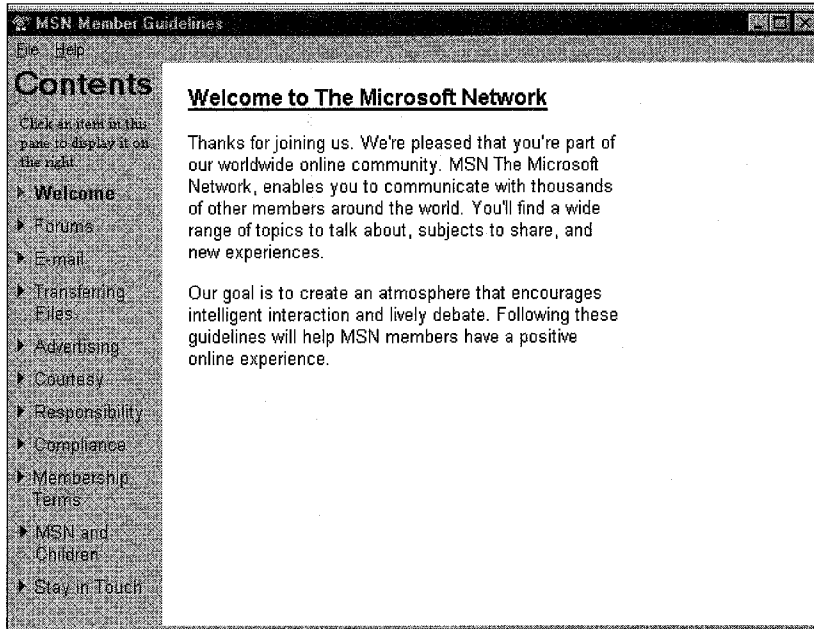 MSN Member Guidelines
File Help
Contents
Click an item in this
pane to display it on
the right.
Welcome
Forums
E-mail
Transferring
Files
Advertising
Courtesy
Responsibility
Compliance
Membership
Terms
MSN and
Children
Stay in Touch
Welcome to The Microsoft Network
Thanks for joining us. We're pleased that you're part of
our worldwide online community. MSN The Microsoft
Network, enables you to communicate with thousands
of other members around the world. You'll find a wide
range of topics to talk about, subjects to share, and
new experiences.
Our goal is to create an atmosphere that encourages
intelligent interaction and lively debate. Following these
guidelines will help MSN members have a positive
online experience.